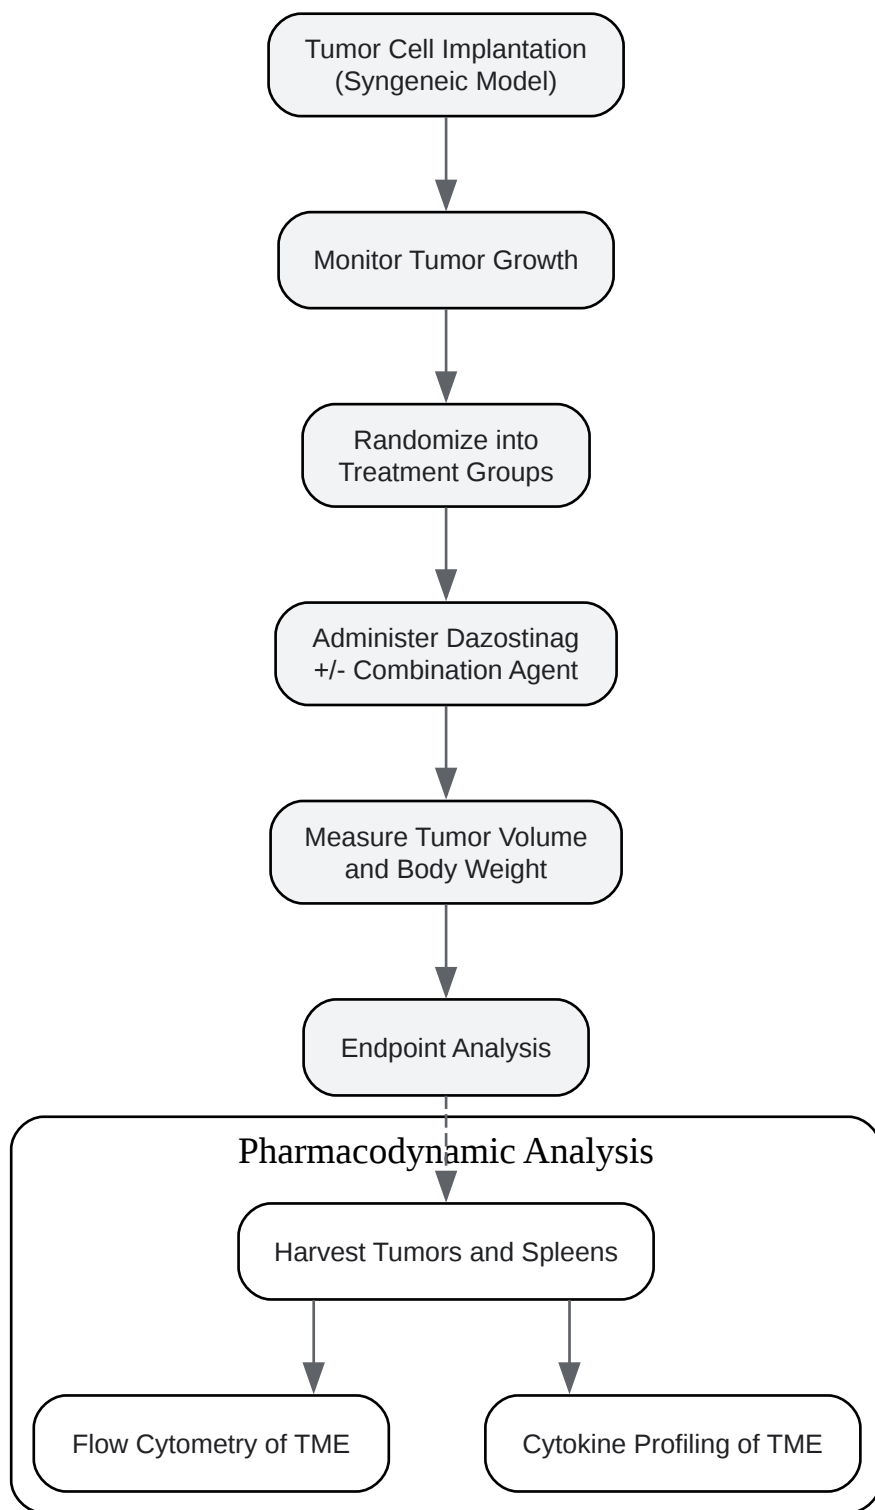 Tumor Cell Implantation
(Syngeneic Model)
Monitor Tumor Growth
Randomize into
Treatment Groups
Administer Dazostinag
+/- Combination Agent
Measure Tumor Volume
and Body Weight
Endpoint Analysis
Pharmacodynamic Analysis
Harvest Tumors and Spleens
Flow Cytometry of TME
Cytokine Profiling of TME